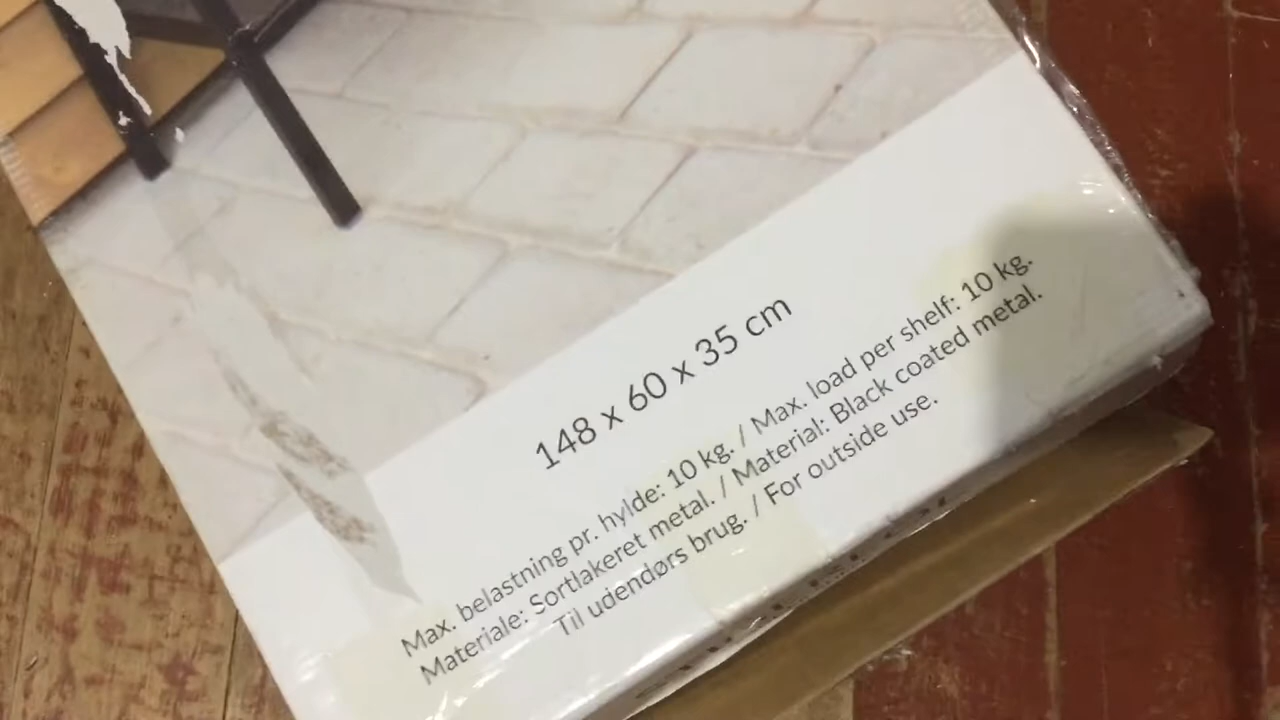 148 x 60 x 35 cm
Max. belastning pr. hylde: 10 kg. / Max. load per shelf: 10 kg.
Materiale: Sortlakeret metal. / Material: Black coated metal.
Til udendørs brug. / For outside use.